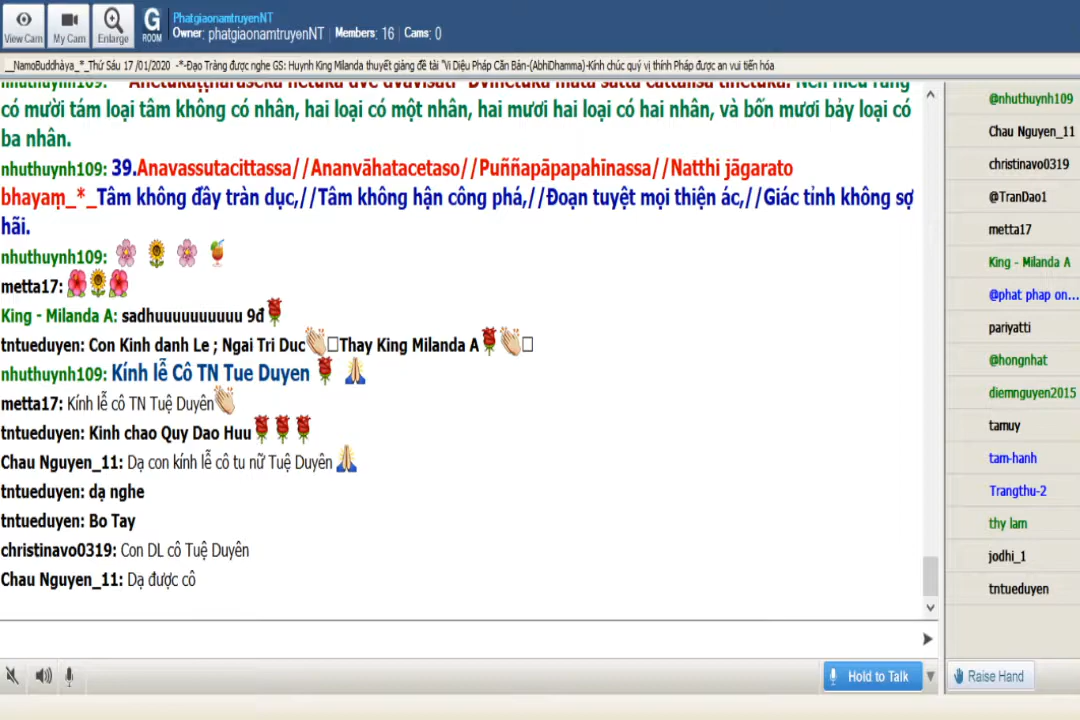 PhatgiaonamtruyenNT
Owner: phatgiaonamtruyenNT Members: 16 Cams: 0
View Cam My Cam Enlarge G ROOM
__NamoBuddhàya_*_Thứ Sáu 17 /01/2020 -*-Đạo Tràng được nghe GS: Huynh King Milanda thuyết giảng đề tài "Vi Diệu Pháp Căn Bản-(AbhiDhamma)-Kính chúc quý vị thính Pháp được an vui tiến hóa
có mười tám loại tâm không có nhân, hai loại có một nhân, hai mươi hai loại có hai nhân, và bốn mươi bảy loại có
ba nhân.
nhuthuynh109: 39.Anavassutacittassa//Ananvāhatacetaso//Puññapāpapahīnassa//Natthi jāgarato
bhayaṃ_*_Tâm không đầy tràn dục,//Tâm không hận công phá,//Đoạn tuyệt mọi thiện ác,//Giác tỉnh không sợ
hãi.
nhuthuynh109:
metta17:
King - Milanda A: sadhuuuuuuuuuu 9đ
tntueduyen: Con Kinh danh Le ; Ngai Tri Duc Thay King Milanda A
nhuthuynh109: Kính lễ Cô TN Tue Duyen
metta17: Kính lễ cô TN Tuệ Duyên
tntueduyen: Kinh chao Quy Dao Huu
Chau Nguyen_11: Dạ con kính lễ cô tu nữ Tuệ Duyên
tntueduyen: dạ nghe
tntueduyen: Bo Tay
christinavo0319: Con DL cô Tuệ Duyên
Chau Nguyen_11: Dạ được cô
@nhuthuynh109
Chau Nguyen_11
christinavo0319
@TranDao1
metta17
King - Milanda A
@phat phap on...
pariyatti
@hongnhat
diemnguyen2015
tamuy
tam-hanh
Trangthu-2
thy lam
jodhi_1
tntueduyen
Hold to Talk
Raise Hand